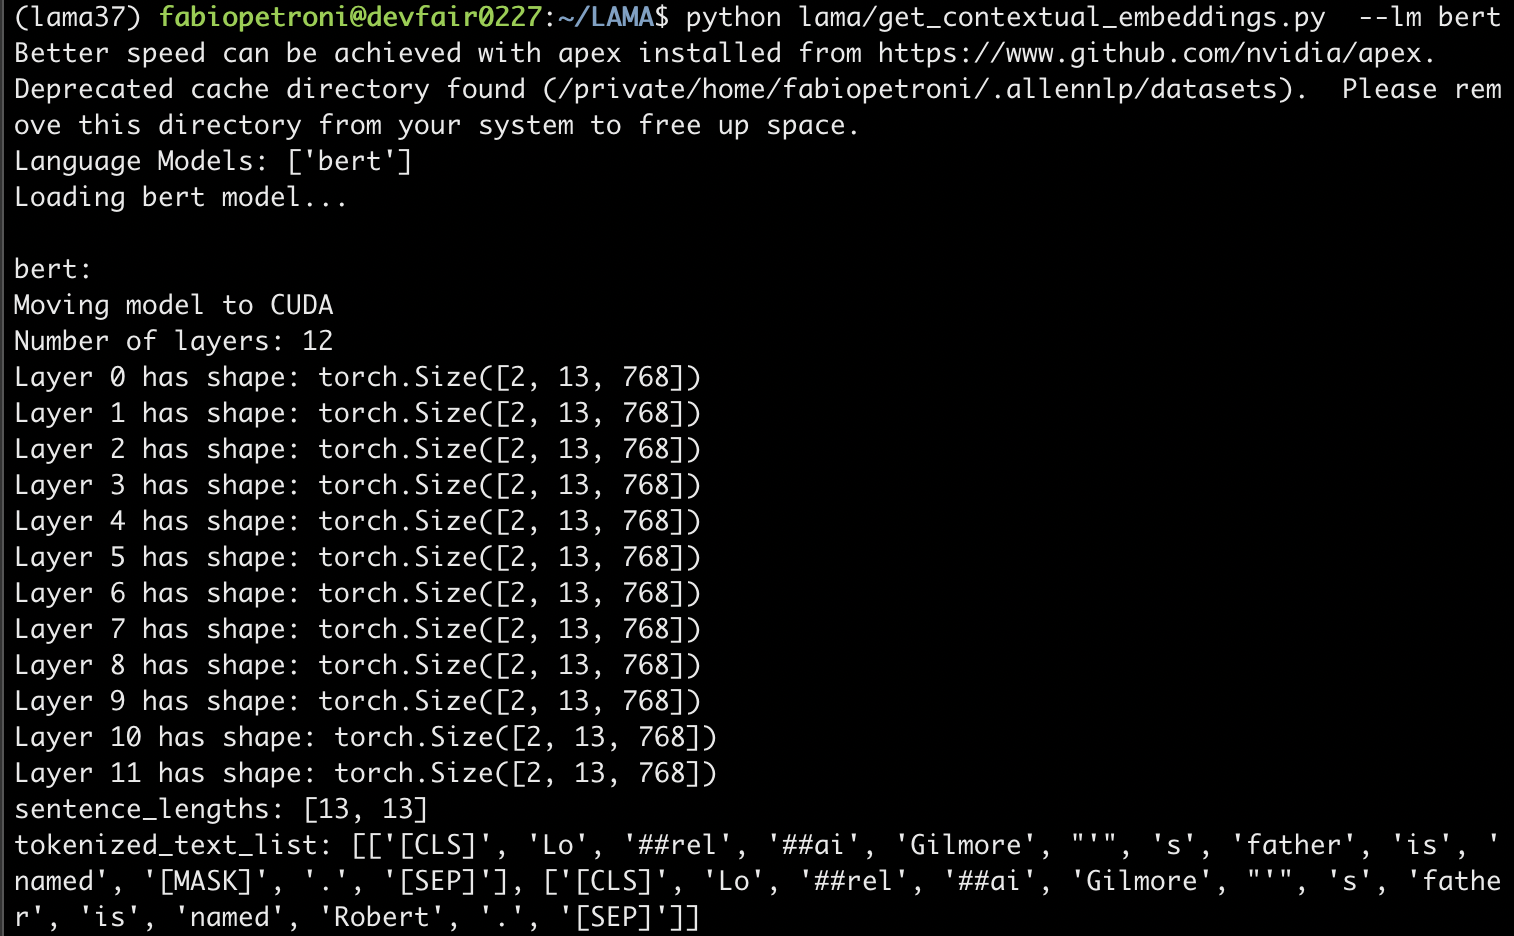 (lama37) fabiopetroni@devfair0227:~/LAMA$ python lama/get_contextual_embeddings.py  --lm bert
Better speed can be achieved with apex installed from https://www.github.com/nvidia/apex.
Deprecated cache directory found (/private/home/fabiopetroni/.allennlp/datasets).  Please rem
ove this directory from your system to free up space.
Language Models: ['bert']
Loading bert model...
bert:
Moving model to CUDA
Number of layers: 12
Layer 0 has shape: torch.Size([2, 13, 768])
Layer 1 has shape: torch.Size([2, 13, 768])
Layer 2 has shape: torch.Size([2, 13, 768])
Layer 3 has shape: torch.Size([2, 13, 768])
Layer 4 has shape: torch.Size([2, 13, 768])
Layer 5 has shape: torch.Size([2, 13, 768])
Layer 6 has shape: torch.Size([2, 13, 768])
Layer 7 has shape: torch.Size([2, 13, 768])
Layer 8 has shape: torch.Size([2, 13, 768])
Layer 9 has shape: torch.Size([2, 13, 768])
Layer 10 has shape: torch.Size([2, 13, 768])
Layer 11 has shape: torch.Size([2, 13, 768])
sentence_lengths: [13, 13]
tokenized_text_list: [['[CLS]', 'Lo', '##rel', '##ai', 'Gilmore', "'", 's', 'father', 'is', '
named', '[MASK]', '.', '[SEP]'], ['[CLS]', 'Lo', '##rel', '##ai', 'Gilmore', "'", 's', 'fathe
r', 'is', 'named', 'Robert', '.', '[SEP]']]